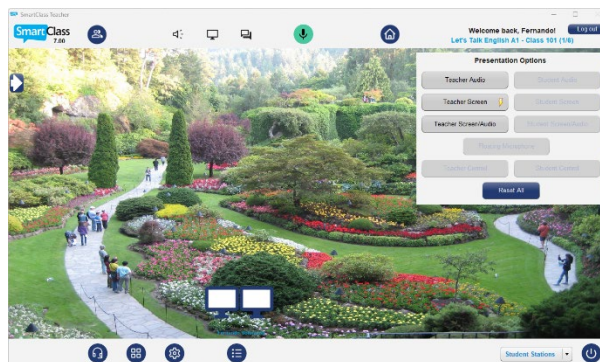 SmartClass Teacher
SmartClass
7.00
Welcome back, Fernando!
Log out
Let's Talk English A1 - Class 101 (1/6)
Presentation Options
Teacher Audio
Student Audio
Teacher Screen
Student Screen
Teacher Screen/Audio
Student Screen/Audio
Floating Microphone
Teacher Control
Student Control
Reset All
Student Stations